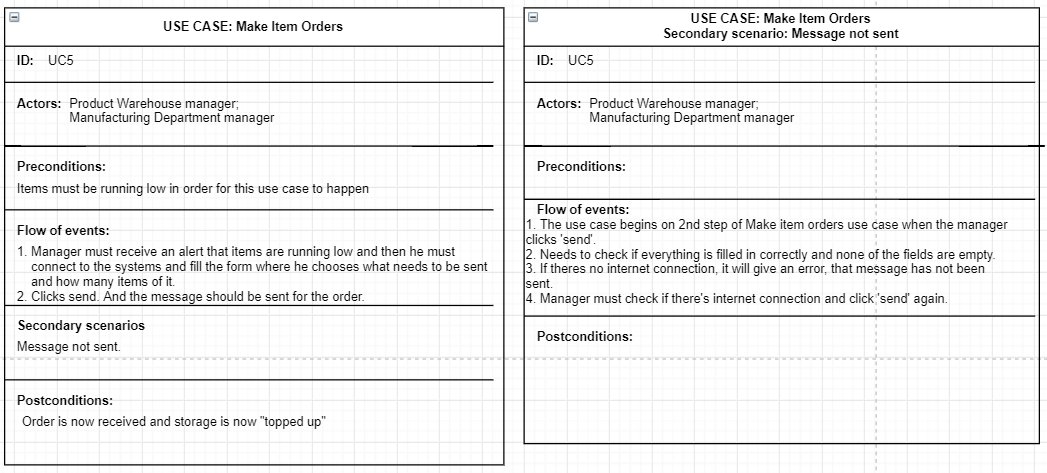 USE CASE: Make Item Orders
ID: UC5
Actors: Product Warehouse manager;
Manufacturing Department manager
Preconditions:
Items must be running low in order for this use case to happen
Flow of events:
1. Manager must receive an alert that items are running low and then he must
connect to the systems and fill the form where he chooses what needs to be sent
and how many items of it.
2. Clicks send. And the message should be sent for the order.
Secondary scenarios
Message not sent.
Postconditions:
Order is now received and storage is now "topped up"
USE CASE: Make Item Orders
Secondary scenario: Message not sent
ID: UC5
Actors: Product Warehouse manager;
Manufacturing Department manager
Preconditions:
Flow of events:
1. The use case begins on 2nd step of Make item orders use case when the manager
clicks 'send'.
2. Needs to check if everything is filled in correctly and none of the fields are empty.
3. If theres no internet connection, it will give an error, that message has not been
sent.
4. Manager must check if there's internet connection and click 'send' again.
Postconditions: